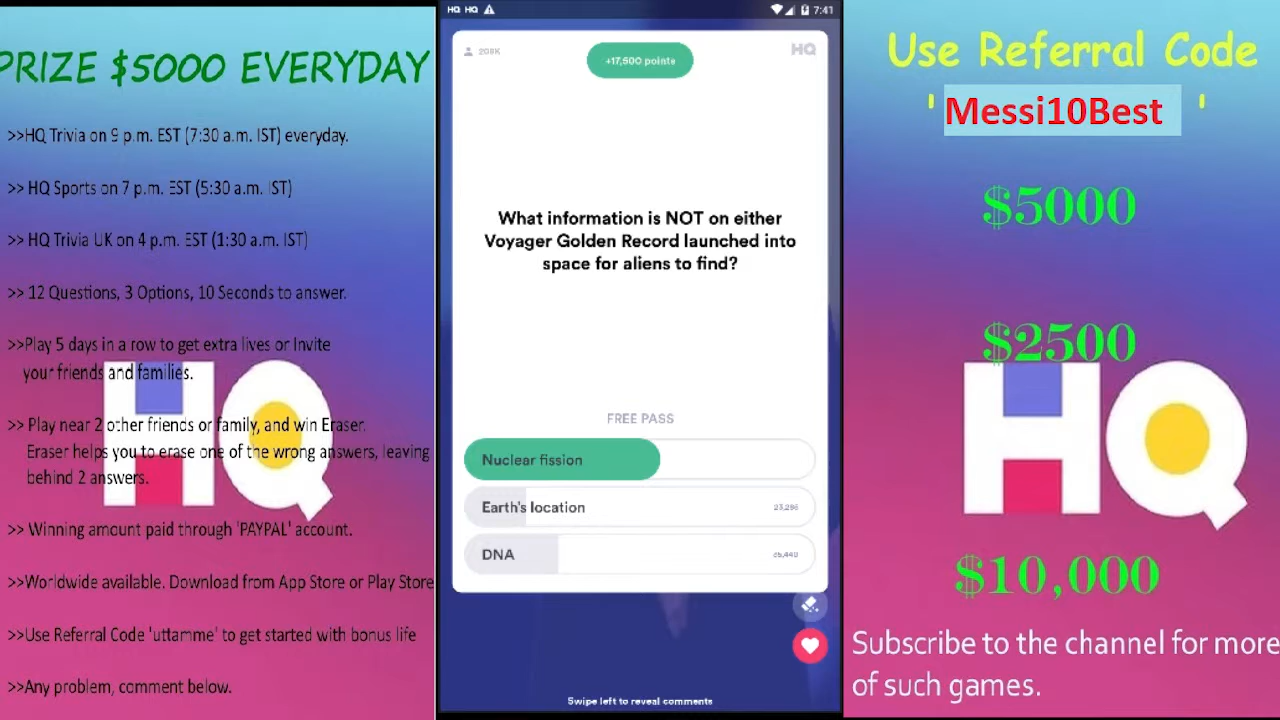 PRIZE $5000 EVERYDAY
>>HQ Trivia on 9 p.m. EST (7:30 a.m. IST) everyday.
>> HQ Sports on 7 p.m. EST (5:30 a.m. IST)
>> HQ Trivia UK on 4 p.m. EST (1:30 a.m. IST)
>> 12 Questions, 3 Options, 10 Seconds to answer.
>>Play 5 days in a row to get extra lives or Invite
your friends and families.
>> Play near 2 other friends or family, and win Eraser.
Eraser helps you to erase one of the wrong answers, leaving
behind 2 answers.
>> Winning amount paid through 'PAYPAL' account.
>>Worldwide available. Download from App Store or Play Store
>>Use Referral Code 'uttamme' to get started with bonus life
>>Any problem, comment below.
HQ
HQ HQ
7:41
209K
+17,500 points
HQ
What information is NOT on either
Voyager Golden Record launched into
space for aliens to find?
FREE PASS
Nuclear fission
Earth's location
23,286
DNA
Swipe left to reveal comments
Use Referral Code
' Messi10Best '
$5000
$2500
HQ
$10,000
Subscribe to the channel for more
of such games.